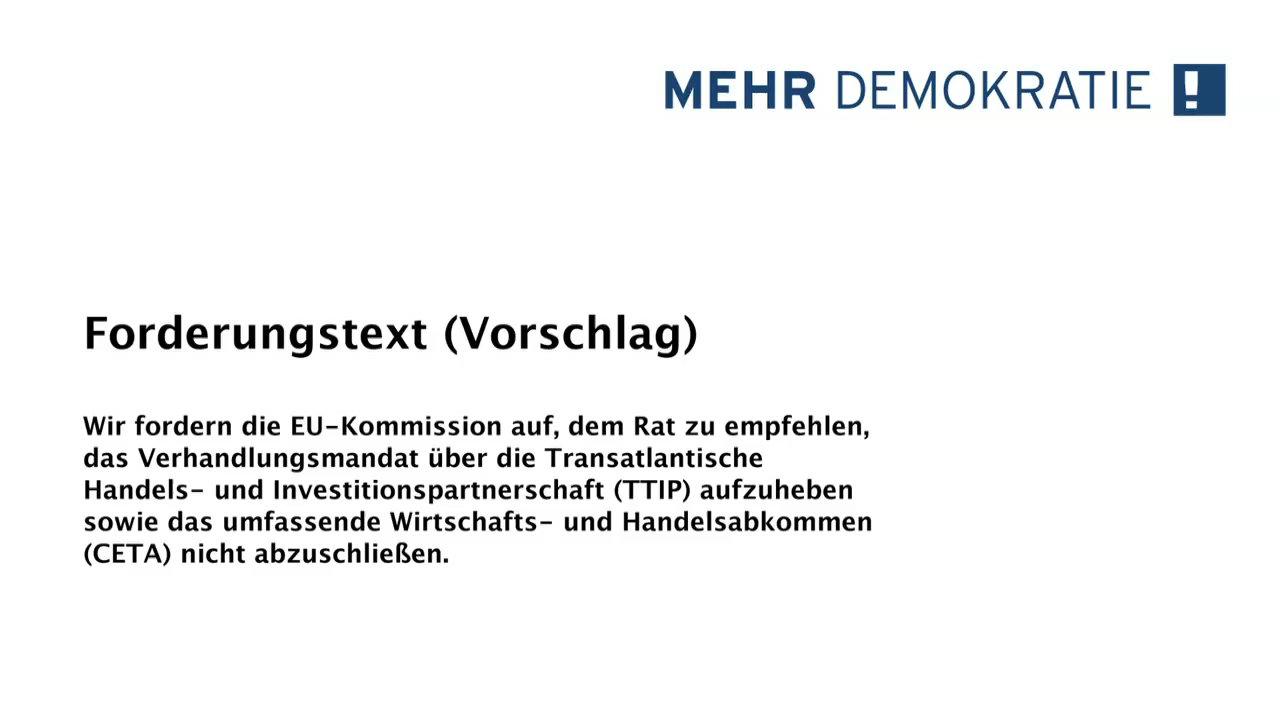 MEHR DEMOKRATIE !
Forderungstext (Vorschlag)
Wir fordern die EU-Kommission auf, dem Rat zu empfehlen,
das Verhandlungsmandat über die Transatlantische
Handels- und Investitionspartnerschaft (TTIP) aufzuheben
sowie das umfassende Wirtschafts- und Handelsabkommen
(CETA) nicht abzuschließen.